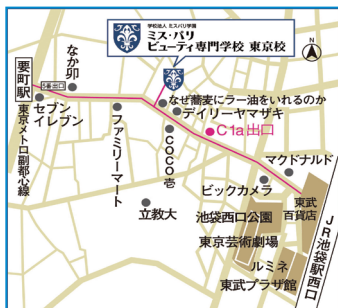 学校法人 ミスパリ学園
ミス・パリ
ビューティ専門学校 東京校
N
なか卯
要町駅
5番出口
セブン
イレブン
東京メトロ副都心線
ファミリーマート
なぜ蕎麦にラー油をいれるのか
デイリーヤマザキ
C1a出口
COCO壱
マクドナルド
ビックカメラ
立教大
東武
百貨店
池袋西口公園
東京芸術劇場
ルミネ
東武プラザ館
JR池袋駅西口